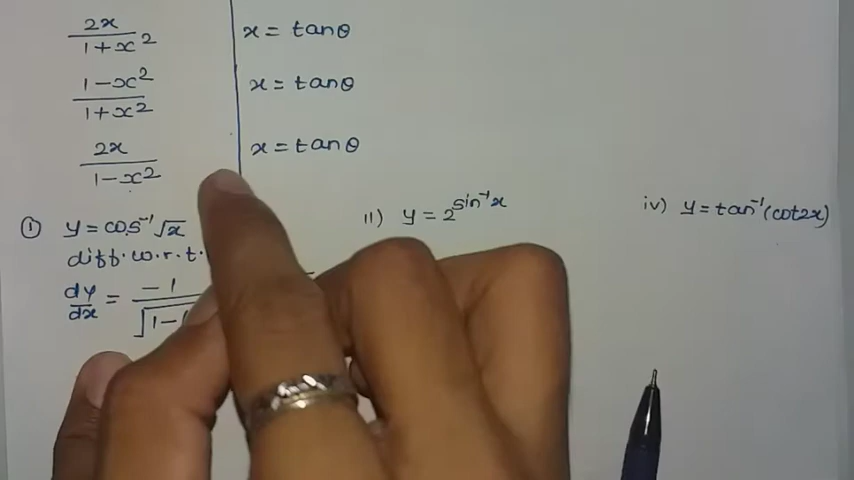 2x / 1+x² | x = tanθ
1-x² / 1+x² | x = tanθ
2x / 1-x² | x = tanθ
① y = cos⁻¹√x
diff. w.r.t.
dy/dx = -1 / √1-
ii) y = 2^sin⁻¹x
iv) y = tan⁻¹(cot2x)